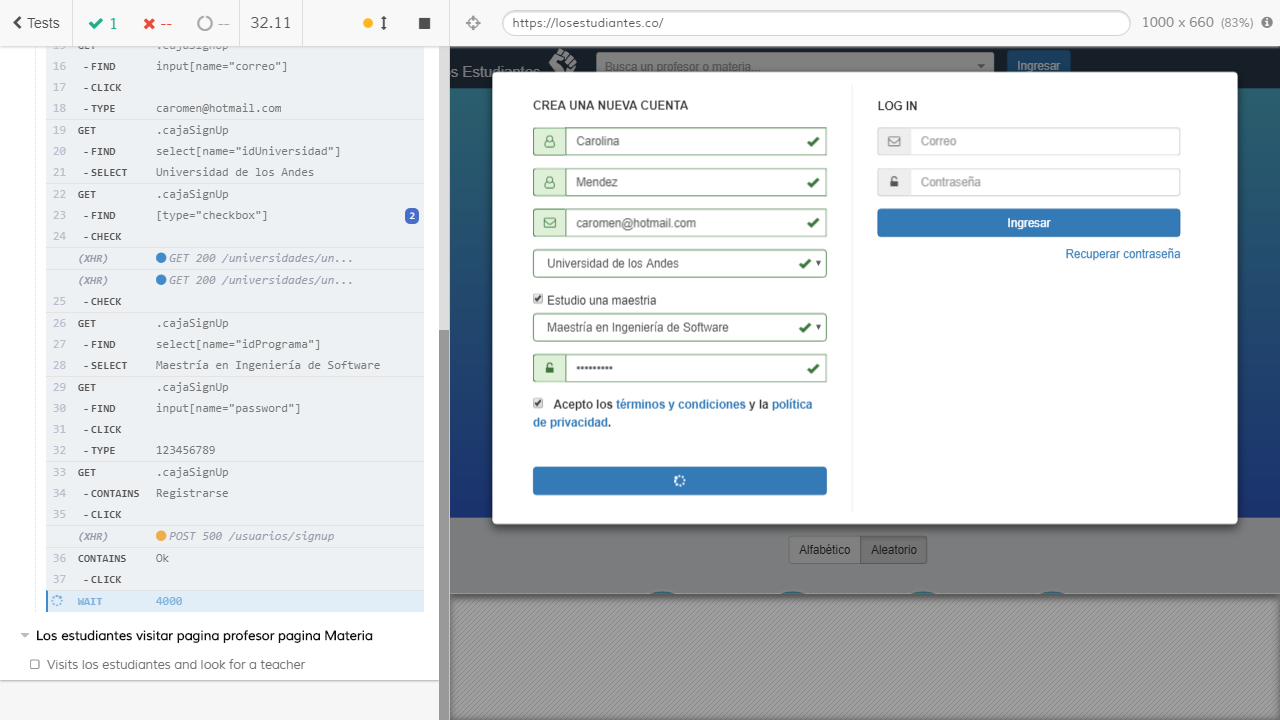 Tests
1
--
--
32.11
https://losestudiantes.co/
1000 x 660 (83%)
15 GET .cajaSignUp
16 -FIND input[name="correo"]
17 -CLICK
18 -TYPE caromen@hotmail.com
19 GET .cajaSignUp
20 -FIND select[name="idUniversidad"]
21 -SELECT Universidad de los Andes
22 GET .cajaSignUp
23 -FIND [type="checkbox"] 2
24 -CHECK
(XHR) GET 200 /universidades/un...
(XHR) GET 200 /universidades/un...
25 -CHECK
26 GET .cajaSignUp
27 -FIND select[name="idPrograma"]
28 -SELECT Maestría en Ingeniería de Software
29 GET .cajaSignUp
30 -FIND input[name="password"]
31 -CLICK
32 -TYPE 123456789
33 GET .cajaSignUp
34 -CONTAINS Registrarse
35 -CLICK
(XHR) POST 500 /usuarios/signup
36 CONTAINS Ok
37 -CLICK
WAIT 4000
Los estudiantes visitar pagina profesor pagina Materia
Visits los estudiantes and look for a teacher
os Estudiantes
Busca un profesor o materia...
Ingresar
CREA UNA NUEVA CUENTA
Carolina
Mendez
caromen@hotmail.com
Universidad de los Andes
Estudio una maestria
Maestría en Ingeniería de Software
•••••••••
Acepto los términos y condiciones y la política
de privacidad.
LOG IN
Correo
Contraseña
Ingresar
Recuperar contraseña
Alfabético
Aleatorio